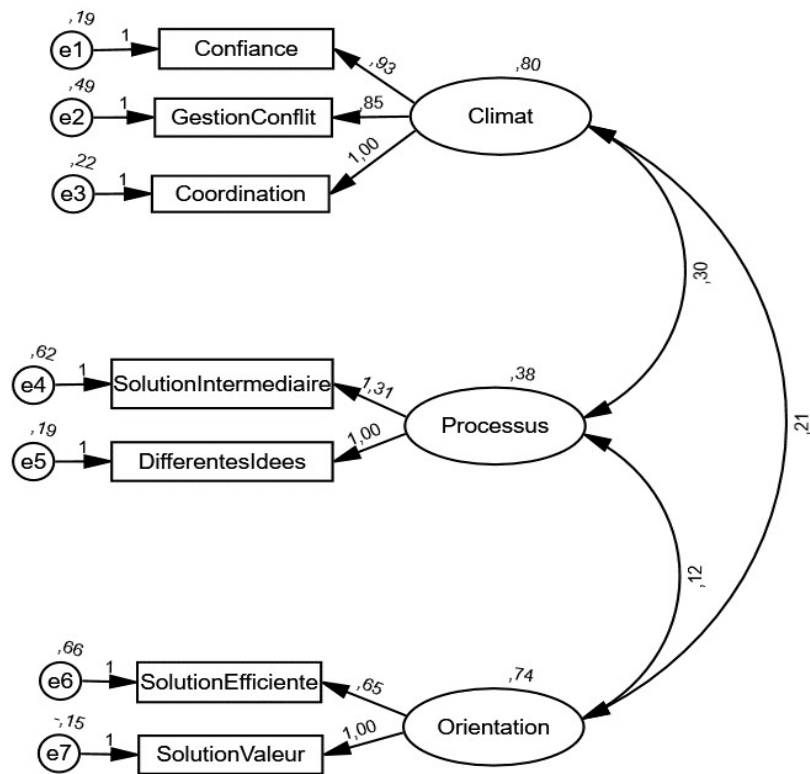 ,19
e1
1
Confiance
,93
,80
Climat
,49
e2
1
GestionConflit
,85
,22
e3
1
Coordination
1,00
,30
,21
,62
e4
1
SolutionIntermediaire
1,31
,38
Processus
,19
e5
1
DifferentesIdees
1,00
,12
,66
e6
1
SolutionEfficiente
,65
,74
Orientation
-,15
e7
1
SolutionValeur
1,00